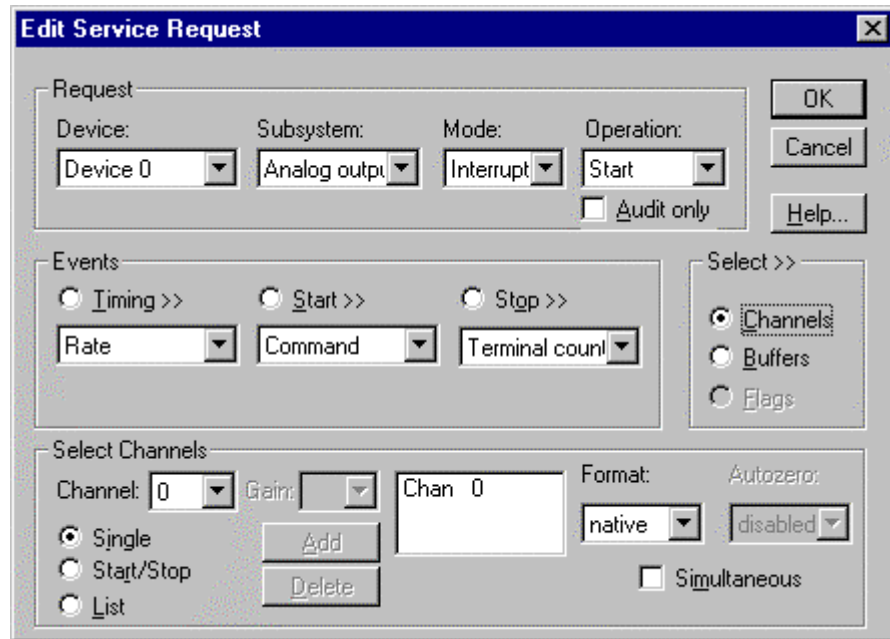 Edit Service Request
Request
Device: Subsystem: Mode: Operation:
Device 0 Analog outpu Interrupt Start
Audit only
OK
Cancel
Help...
Events
Timing >> Start >> Stop >>
Rate Command Terminal count
Select >>
Channels
Buffers
Flags
Select Channels
Channel: 0 Gain: Chan 0 Format: Autozero:
native disabled
Single
Start/Stop
List
Add
Delete
Simultaneous